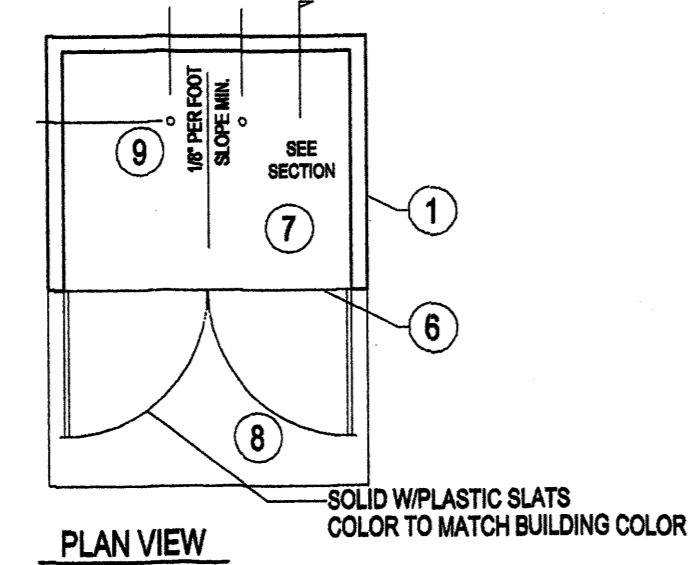 1/8" PER FOOT
SLOPE MIN.
9
SEE
SECTION
7
1
6
8
SOLID W/PLASTIC SLATS
COLOR TO MATCH BUILDING COLOR
PLAN VIEW